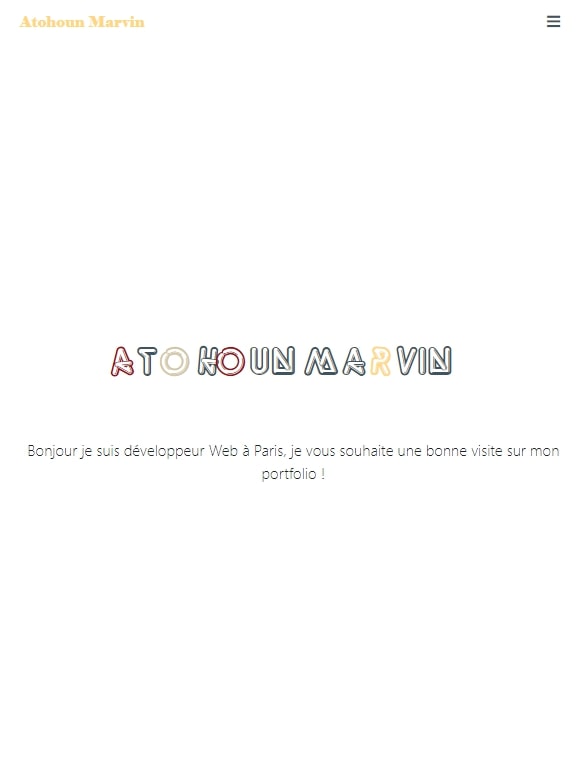 Atohoun Marvin
ATOHOUN MARVIN
Bonjour je suis développeur Web à Paris, je vous souhaite une bonne visite sur mon
portfolio !